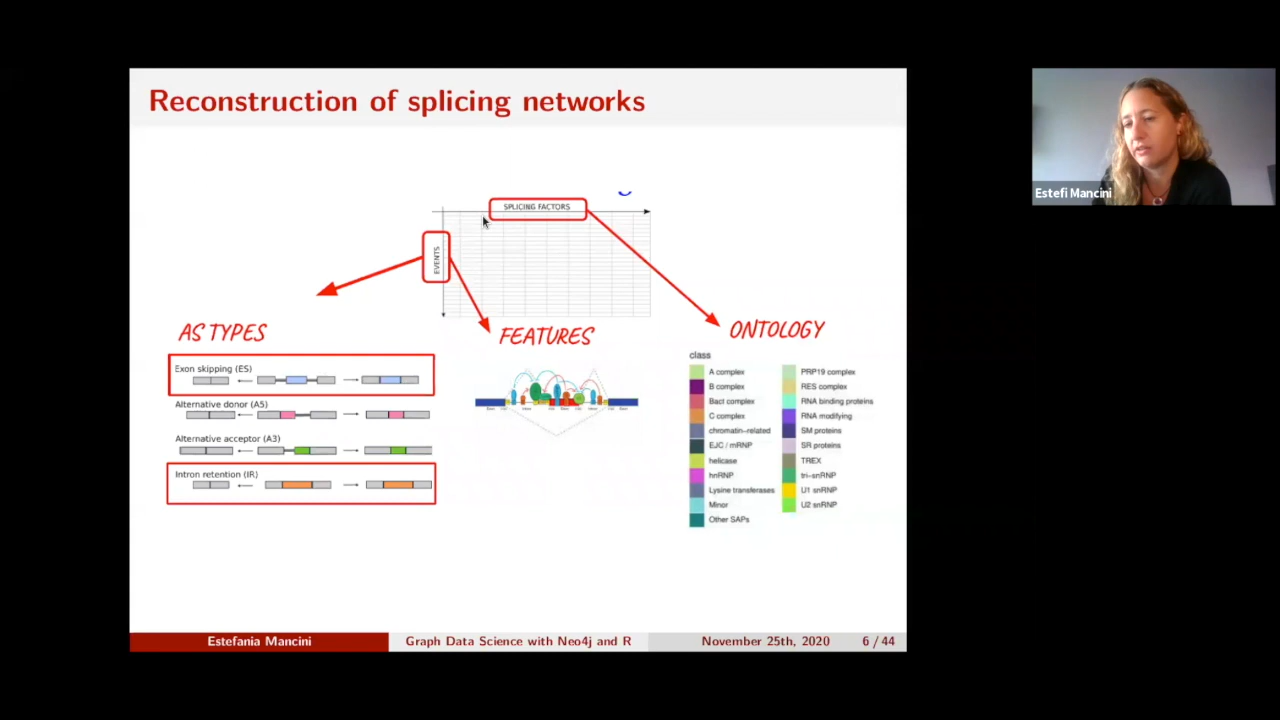 Reconstruction of splicing networks
Estefi Mancini
SPLICING FACTORS
EVENTS
AS TYPES
FEATURES
ONTOLOGY
Exon skipping (ES)
Alternative donor (A5)
Alternative acceptor (A3)
Intron retention (IR)
class
A complex
B complex
Bact complex
C complex
chromatin-related
EJC / mRNP
helicase
hnRNP
Lysine transferases
Minor
Other SAPs
PRP19 complex
RES complex
RNA binding proteins
RNA modifying
SM proteins
SR proteins
TREX
tri-snRNP
U1 snRNP
U2 snRNP
Estefania Mancini
Graph Data Science with Neo4j and R
November 25th, 2020
6 / 44